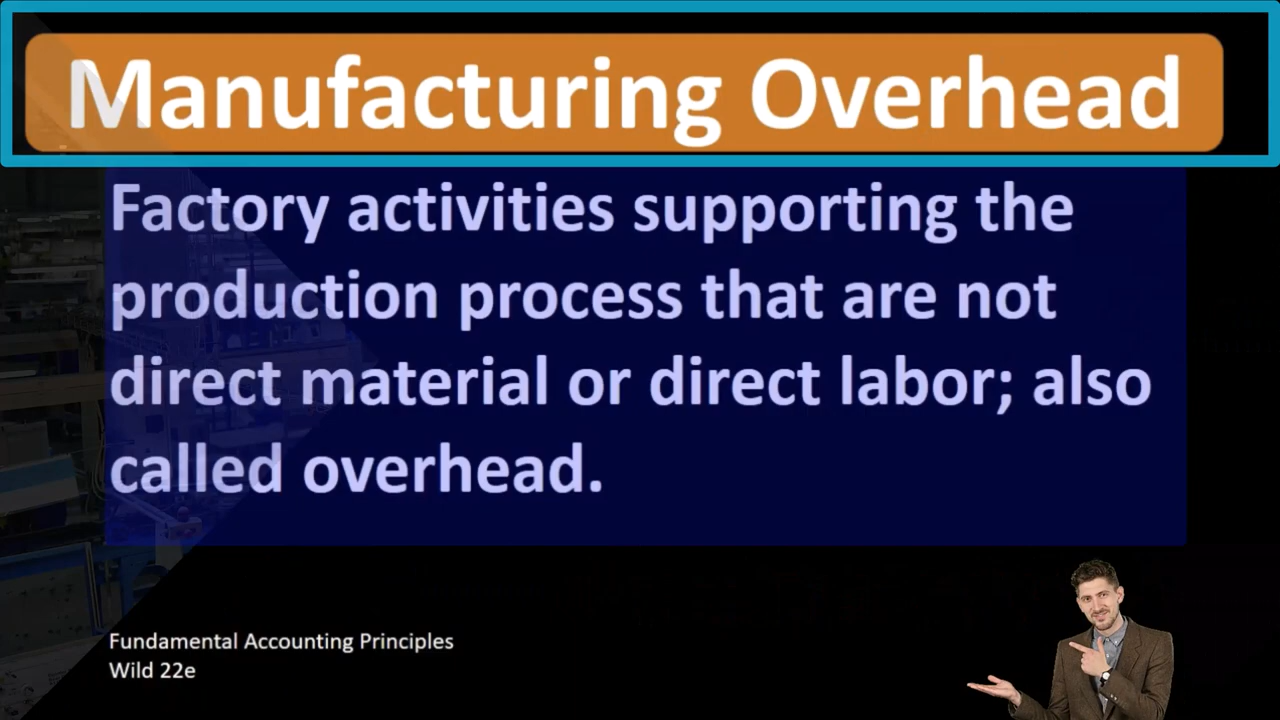 Manufacturing Overhead
Factory activities supporting the
production process that are not
direct material or direct labor; also
called overhead.
Fundamental Accounting Principles
Wild 22e